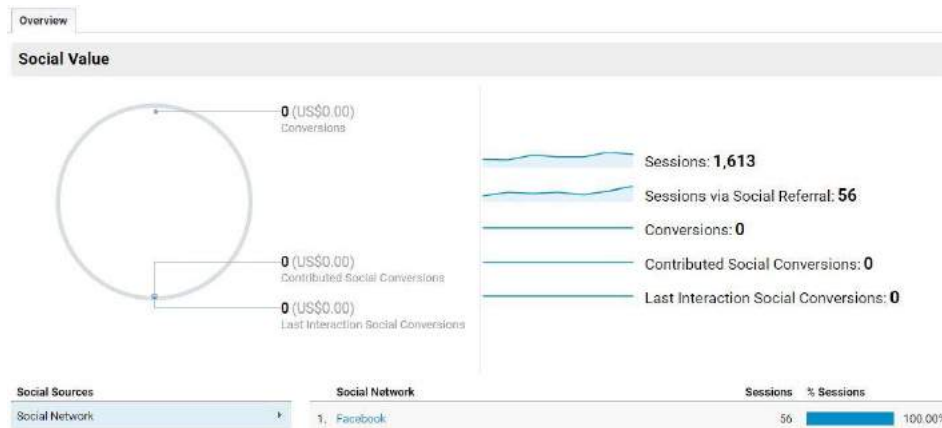 Overview
Social Value
0 (US$0.00)
Conversions
0 (US$0.00)
Contributed Social Conversions
0 (US$0.00)
Last Interaction Social Conversions
Sessions: 1,613
Sessions via Social Referral: 56
Conversions: 0
Contributed Social Conversions: 0
Last Interaction Social Conversions: 0
Social Sources
Social Network
Social Network Sessions % Sessions
1. Facebook 56 100.00%